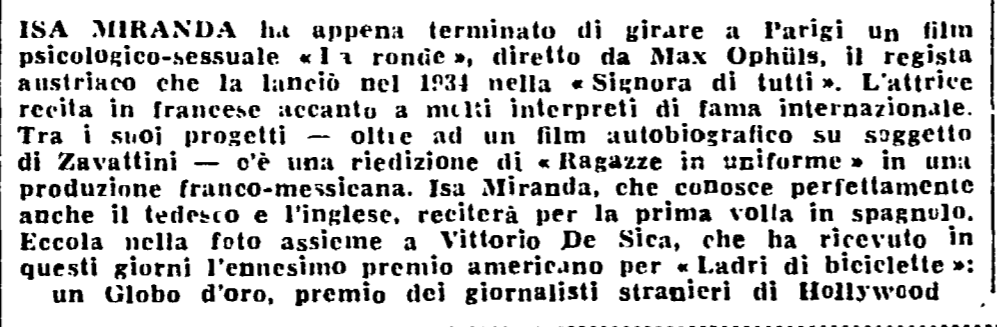 ISA MIRANDA ha appena terminato di girare a Parigi un film
psicologico-sessuale «La ronde», diretto da Max Ophüls, il regista
austriaco che la lanciò nel 1934 nella «Signora di tutti». L'attrice
recita in francese accanto a molti interpreti di fama internazionale.
Tra i suoi progetti — oltre ad un film autobiografico su soggetto
di Zavattini — c'è una riedizione di «Ragazze in uniforme» in una
produzione franco-messicana. Isa Miranda, che conosce perfettamente
anche il tedesco e l'inglese, reciterà per la prima volta in spagnolo.
Eccola nella foto assieme a Vittorio De Sica, che ha ricevuto in
questi giorni l'ennesimo premio americano per «Ladri di biciclette»:
un Globo d'oro, premio dei giornalisti stranieri di Hollywood